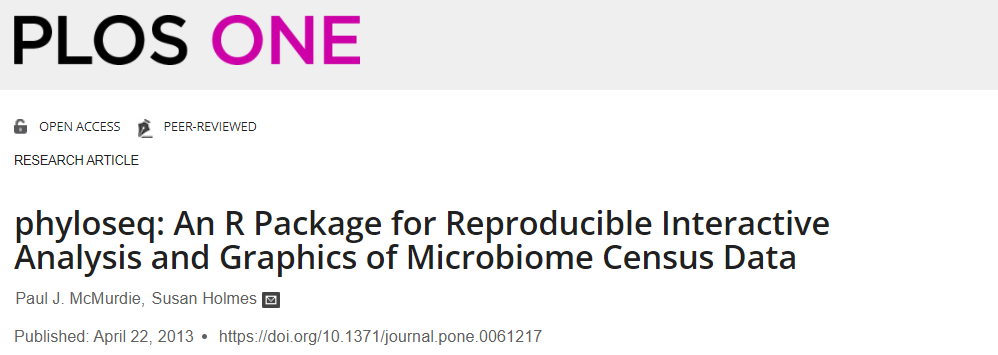 PLOS ONE
OPEN ACCESS PEER-REVIEWED
RESEARCH ARTICLE
phyloseq: An R Package for Reproducible Interactive
Analysis and Graphics of Microbiome Census Data
Paul J. McMurdie, Susan Holmes
Published: April 22, 2013 • https://doi.org/10.1371/journal.pone.0061217